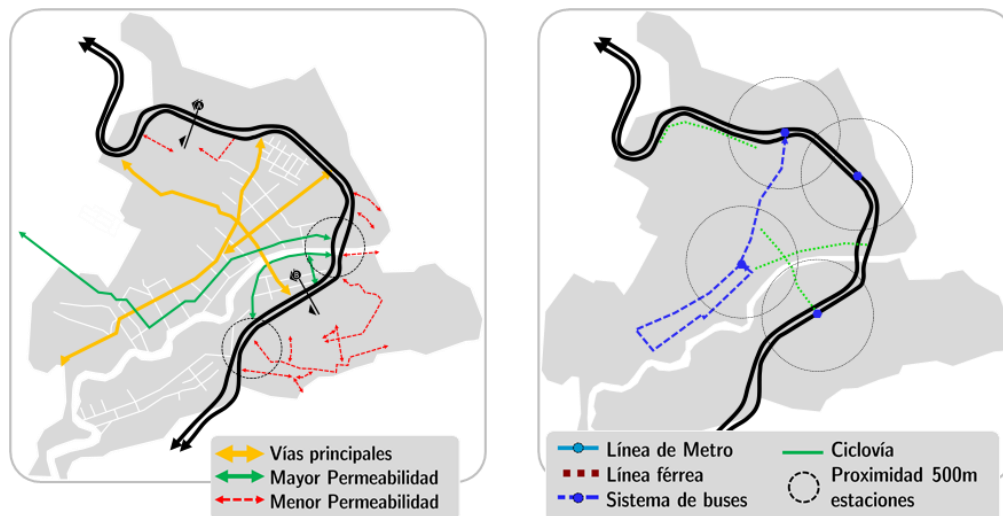 Vías principales
Mayor Permeabilidad
Menor Permeabilidad
Línea de Metro
Línea férrea
Sistema de buses
Ciclovía
Proximidad 500m
estaciones